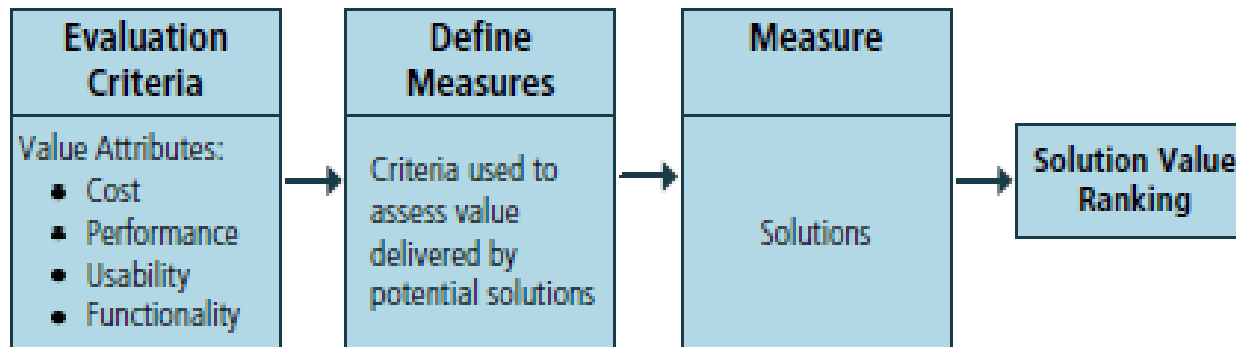 Evaluation
Criteria
Value Attributes:
Cost
Performance
Usability
Functionality
Define
Measures
Criteria used to
assess value
delivered by
potential solutions
Measure
Solutions
Solution Value
Ranking